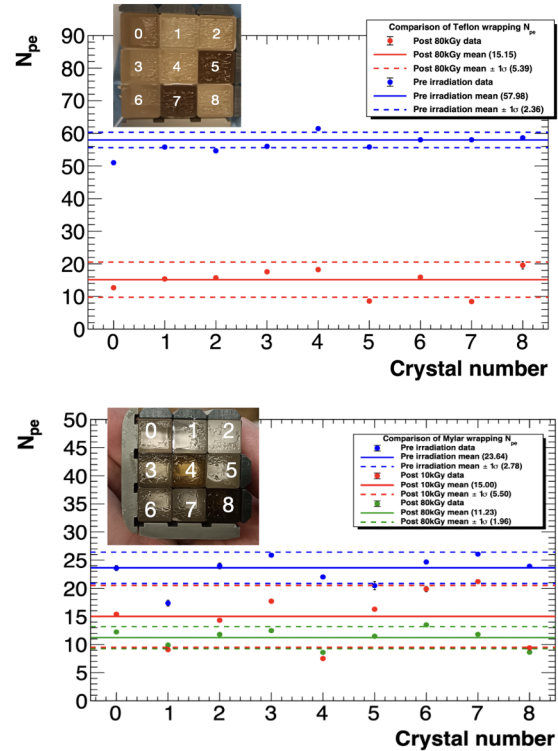 N_pe
90
80
70
60
50
40
30
20
10
0
0 1 2
3 4 5
6 7 8
Comparison of Teflon wrapping N_pe
Post 80kGy data
Post 80kGy mean (15.15)
Post 80kGy mean ± 1σ (5.39)
Pre irradiation data
Pre irradiation mean (57.98)
Pre irradiation mean ± 1σ (2.36)
0 1 2 3 4 5 6 7 8
Crystal number
N_pe
50
45
40
35
30
25
20
15
10
5
0
0 1 2
3 4 5
6 7 8
Comparison of Mylar wrapping N_pe
Pre irradiation data
Pre irradiation mean (23.64)
Pre irradiation mean ± 1σ (2.78)
Post 10kGy data
Post 10kGy mean (15.00)
Post 10kGy mean ± 1σ (5.50)
Post 80kGy data
Post 80kGy mean (11.23)
Post 80kGy mean ± 1σ (1.96)
0 1 2 3 4 5 6 7 8
Crystal number